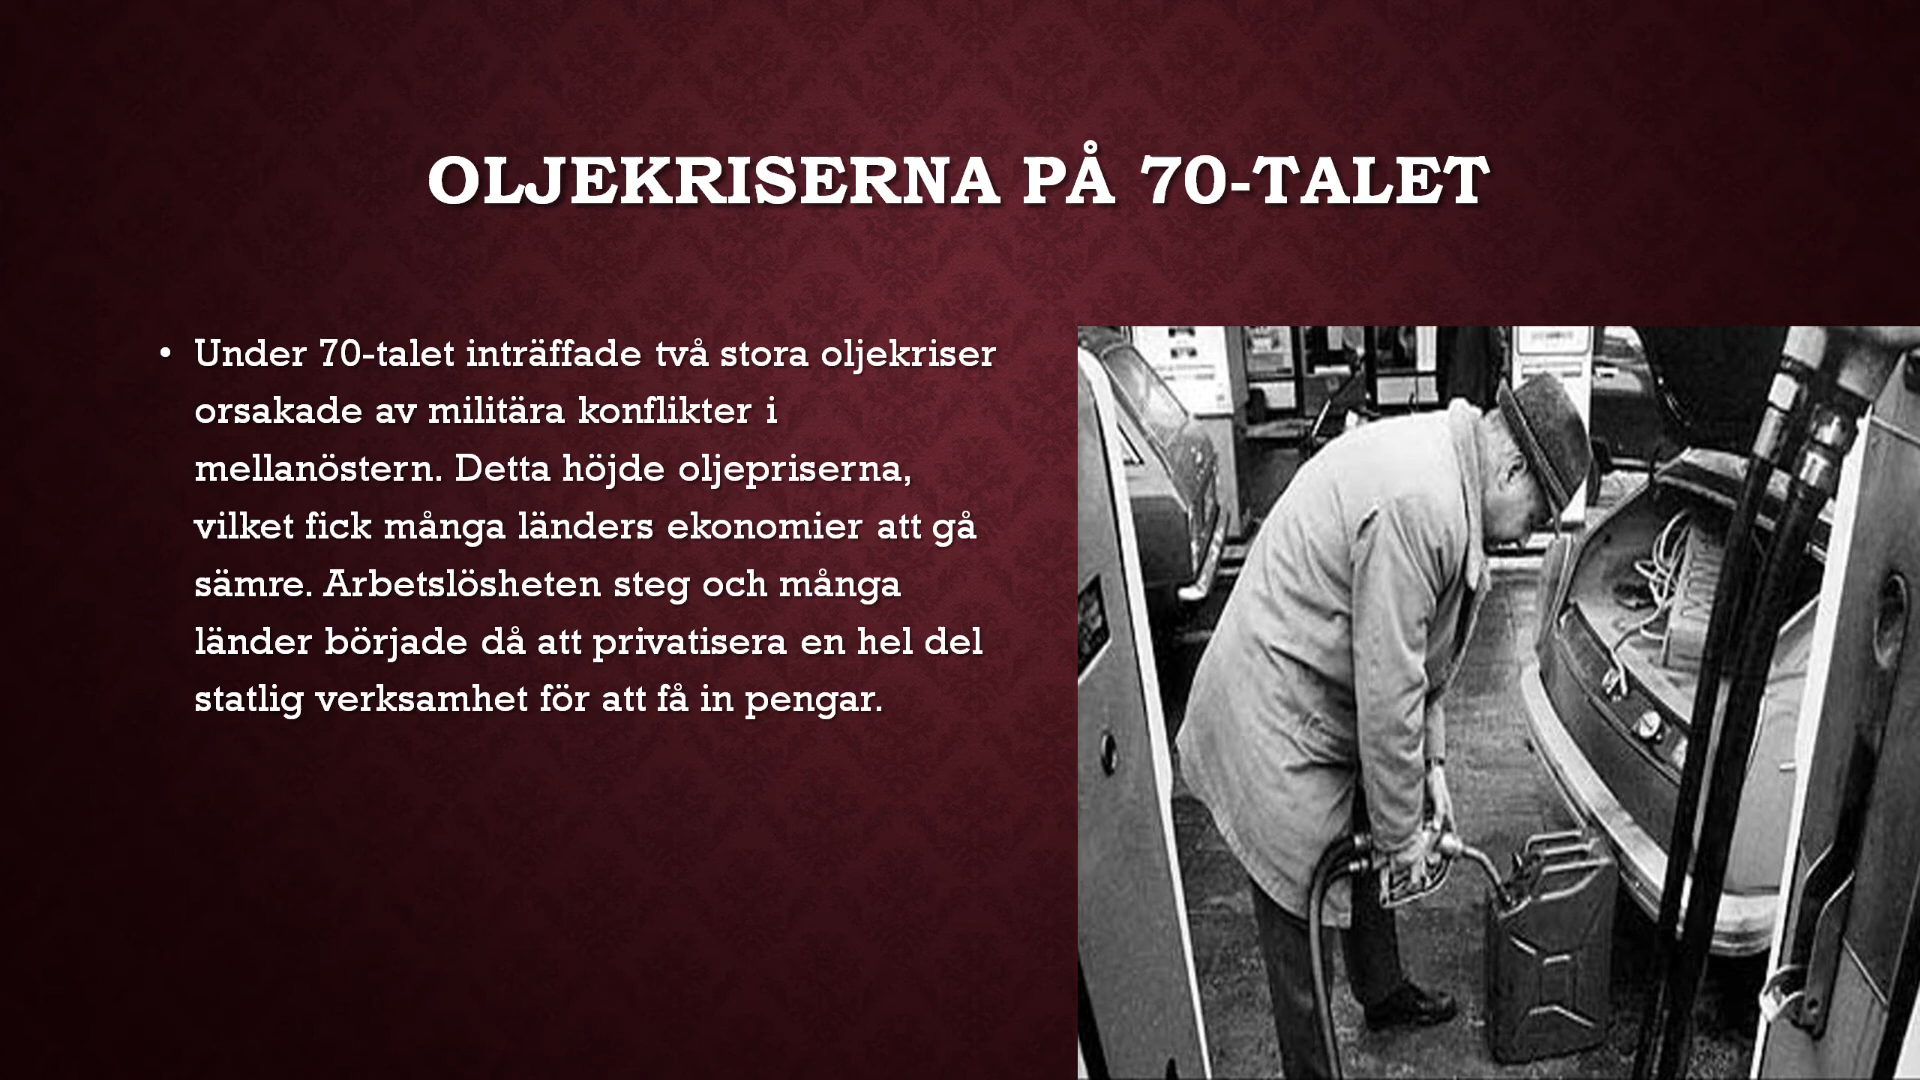 OLJEKRISERNA PÅ 70-TALET
• Under 70-talet inträffade två stora oljekriser
orsakade av militära konflikter i
mellanöstern. Detta höjde oljepriserna,
vilket fick många länders ekonomier att gå
sämre. Arbetslösheten steg och många
länder började då att privatisera en hel del
statlig verksamhet för att få in pengar.